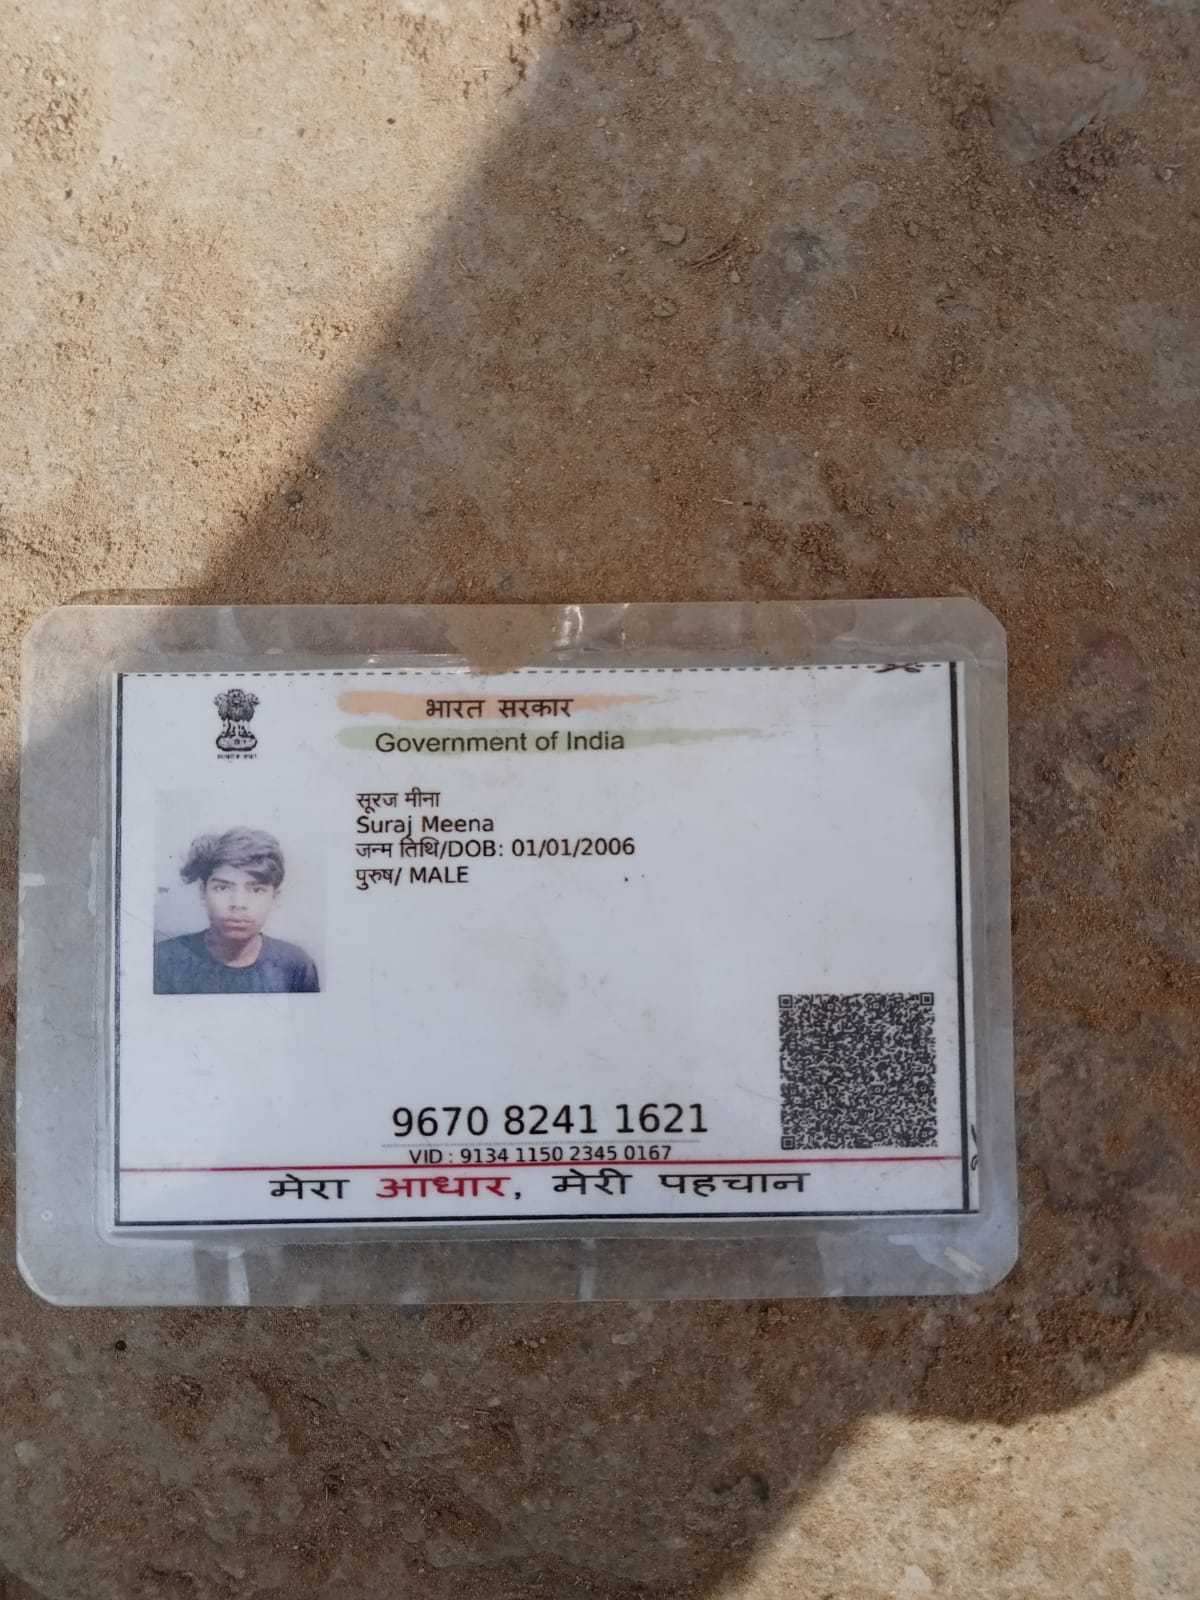 भारत सरकार
Government of India
सूरज मीना
Suraj Meena
जन्म तिथि/DOB: 01/01/2006
पुरुष/ MALE
9670 8241 1621
VID : 9134 1150 2345 0167
मेरा आधार, मेरी पहचान